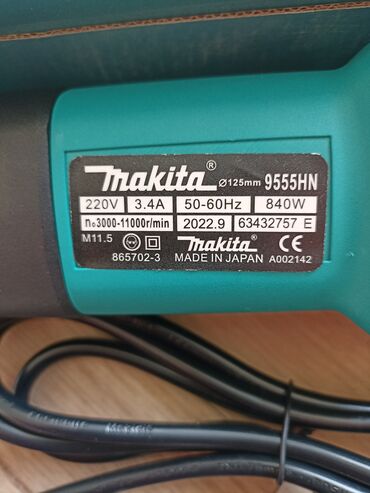 makita® Ø125mm 9555HN
220V 3.4A 50-60Hz 840W
n₀3000-11000r/min 2022.9 63432757 E
M11.5 makita® CE
865702-3 MADE IN JAPAN A002142